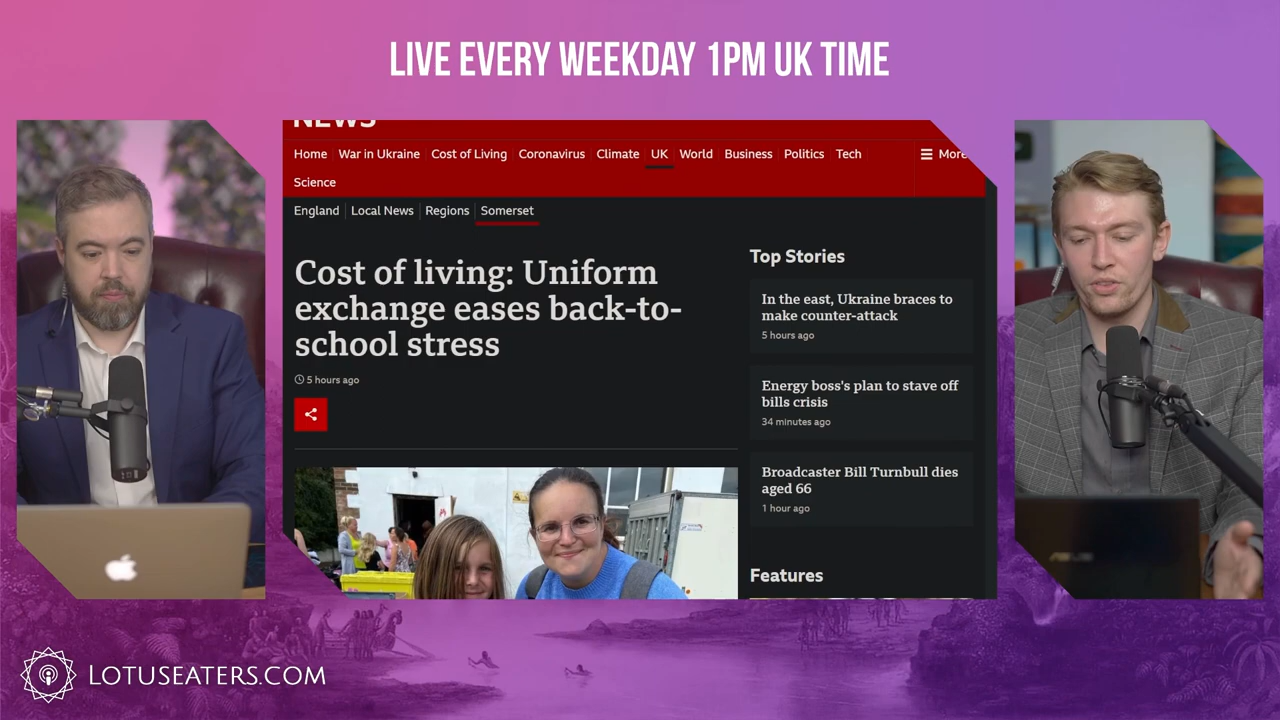 LIVE EVERY WEEKDAY 1PM UK TIME
NEWS
Home War in Ukraine Cost of Living Coronavirus Climate UK World Business Politics Tech
More
Science
England Local News Regions Somerset
Cost of living: Uniform
exchange eases back-to-
school stress
5 hours ago
Top Stories
In the east, Ukraine braces to
make counter-attack
5 hours ago
Energy boss's plan to stave off
bills crisis
34 minutes ago
Broadcaster Bill Turnbull dies
aged 66
1 hour ago
Features
LOTUSEATERS.COM